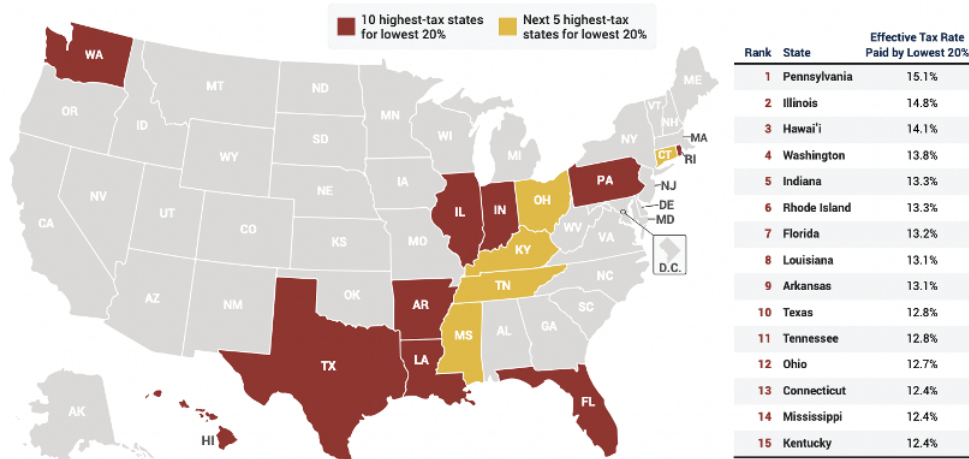 10 highest-tax states
for lowest 20%
Next 5 highest-tax
states for lowest 20%
WA
OR
CA
NV
ID
MT
WY
UT
AZ
CO
NM
ND
SD
NE
KS
OK
TX
MN
IA
MO
AR
LA
WI
IL
MI
IN
OH
KY
TN
MS
AL
GA
FL
SC
NC
VA
WV
PA
NY
VT
NH
ME
MA
RI
CT
NJ
DE
MD
D.C.
AK
HI
Effective Tax Rate
Rank State Paid by Lowest 20%
1 Pennsylvania 15.1%
2 Illinois 14.8%
3 Hawaiʻi 14.1%
4 Washington 13.8%
5 Indiana 13.3%
6 Rhode Island 13.3%
7 Florida 13.2%
8 Louisiana 13.1%
9 Arkansas 13.1%
10 Texas 12.8%
11 Tennessee 12.8%
12 Ohio 12.7%
13 Connecticut 12.4%
14 Mississippi 12.4%
15 Kentucky 12.4%